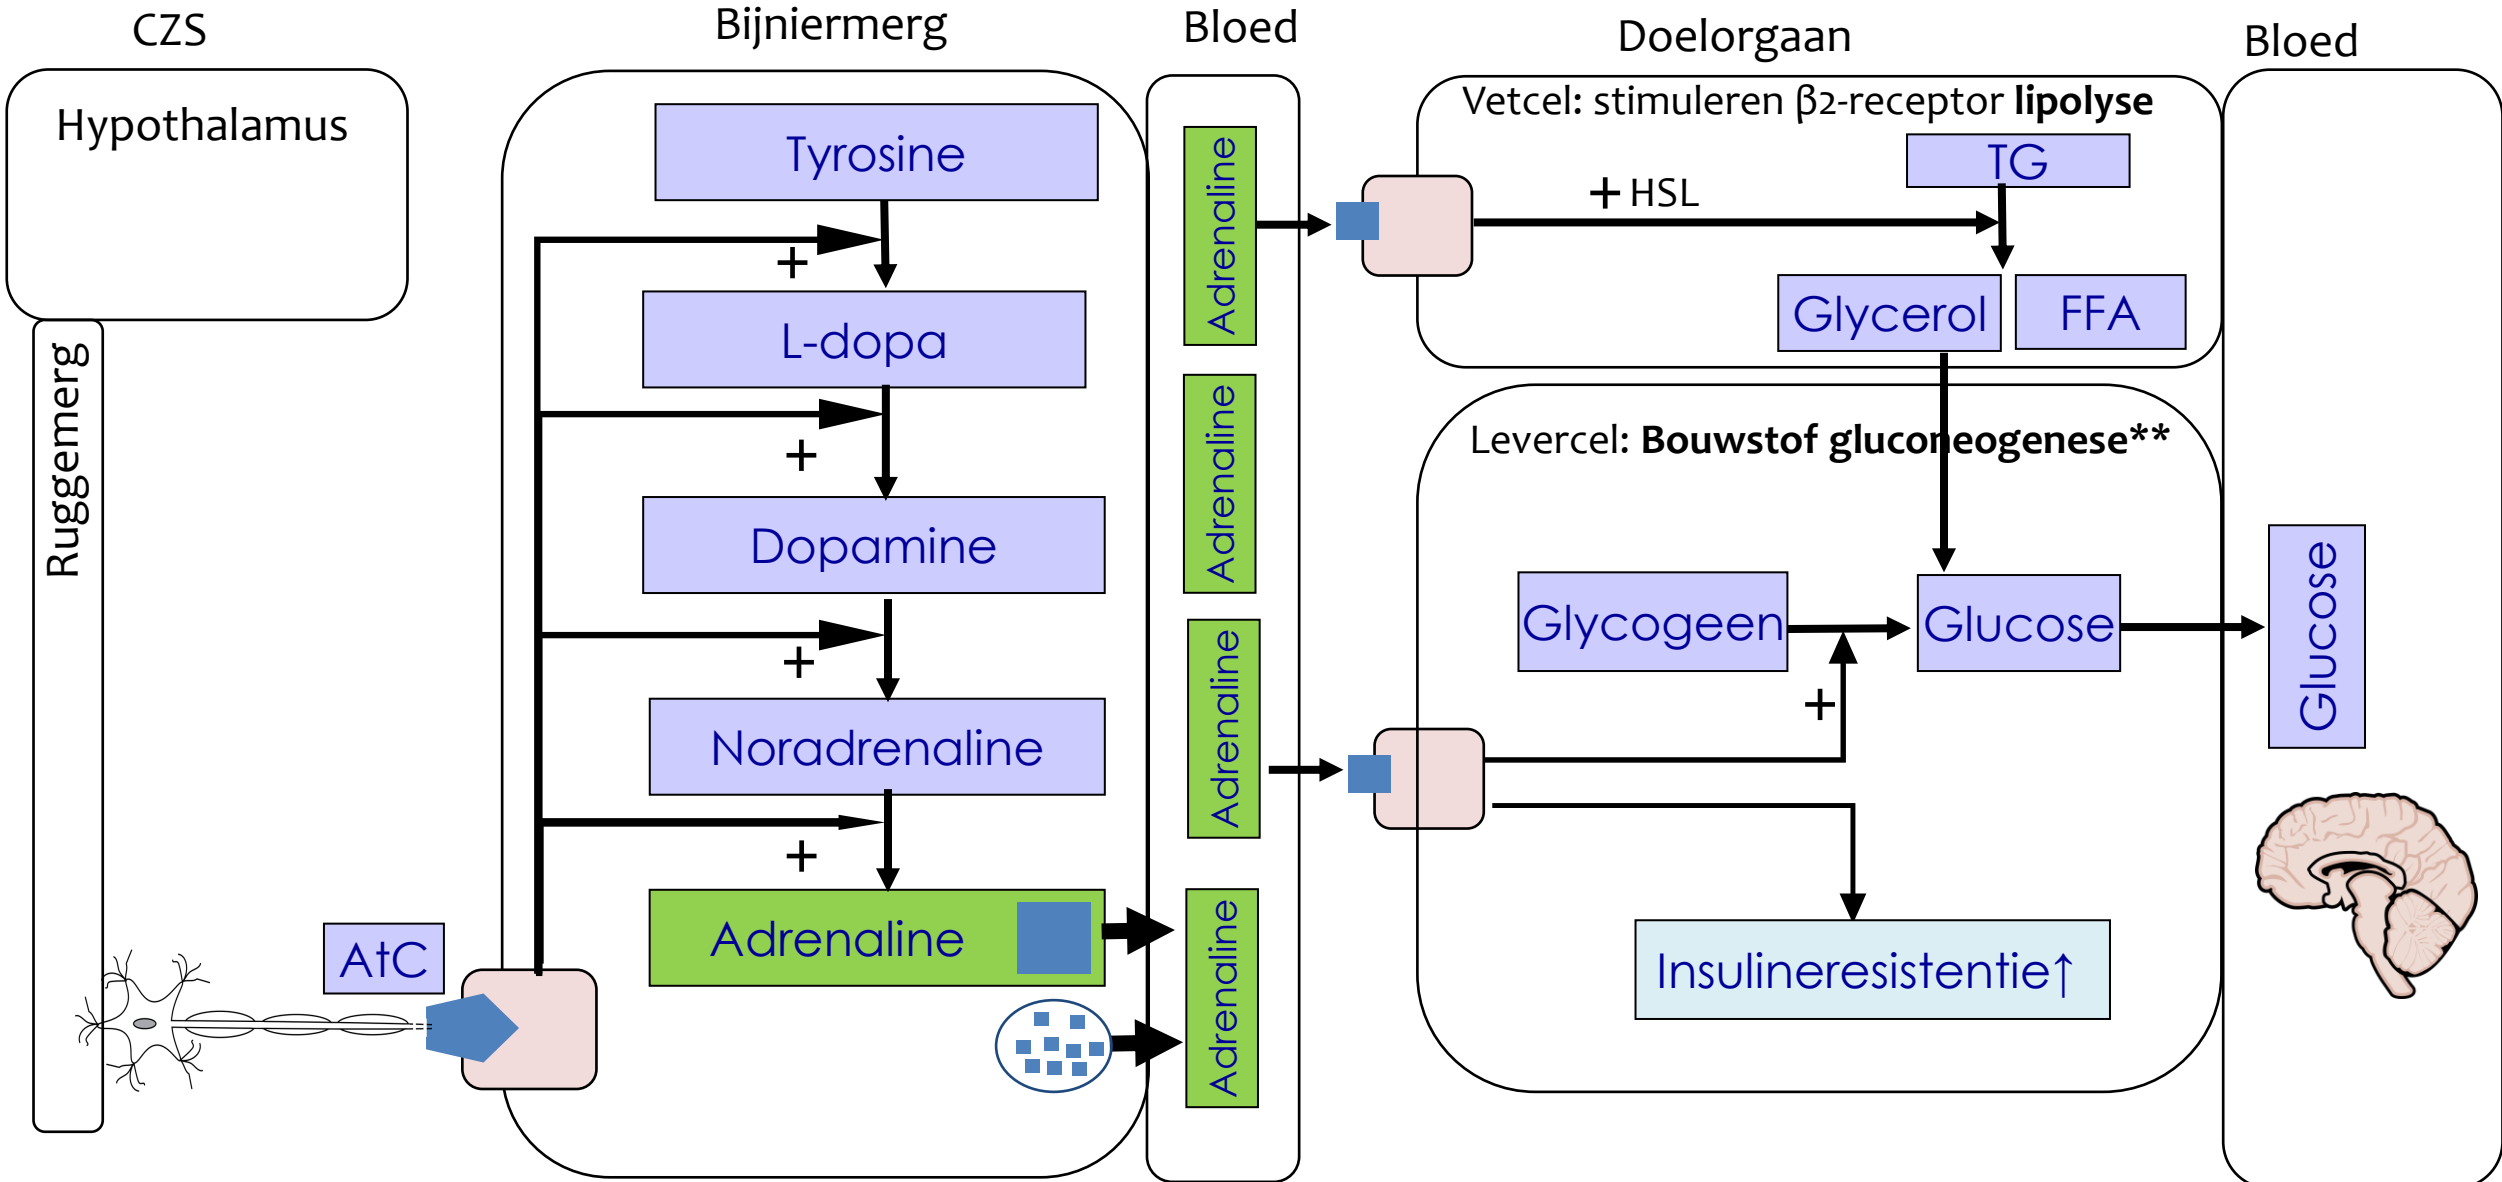 CZS
Hypothalamus
Ruggemerg
AtC
Bijniermerg
Tyrosine
+
L-dopa
+
Dopamine
+
Noradrenaline
+
Adrenaline
Bloed
Adrenaline
Adrenaline
Adrenaline
Adrenaline
Doelorgaan
Vetcel: stimuleren β2-receptor lipolyse
TG
+ HSL
Glycerol
FFA
Levercel: Bouwstof gluconeogenese**
Glycogeen
Glucose
+
Insulineresistentie↑
Bloed
Glucose